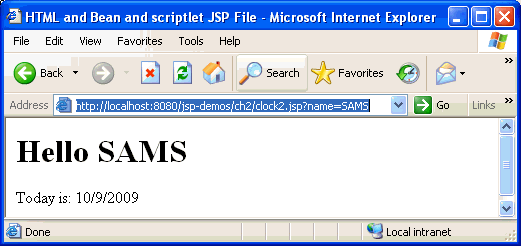 HTML and Bean and scriptlet JSP File - Microsoft Internet Explorer
File Edit View Favorites Tools Help
Back Search Favorites
Address http://localhost:8080/jsp-demos/ch2/clock2.jsp?name=SAMS Go Links
Hello SAMS
Today is: 10/9/2009
Done Local intranet